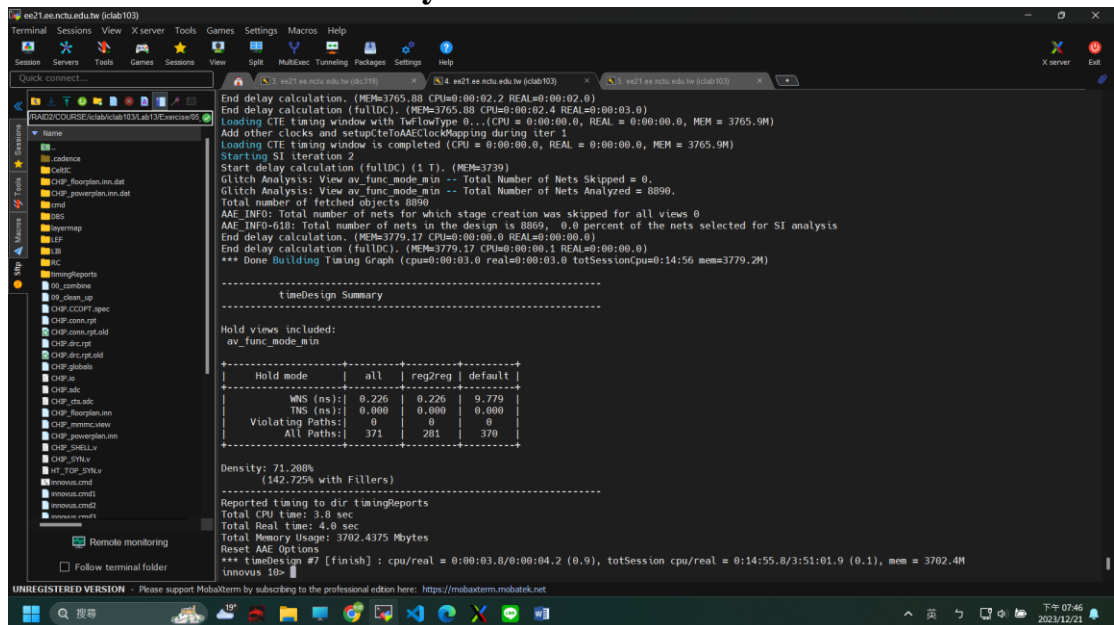 ee21.ee.nctu.edu.tw (iclab103)
Terminal Sessions View X server Tools Games Settings Macros Help
Session Servers Tools Games Sessions View Split MultiExec Tunneling Packages Settings Help X server Exit
Quick connect...
3. ee21.ee.nctu.edu.tw (dic319)
4. ee21.ee.nctu.edu.tw (iclab103)
5. ee21.ee.nctu.edu.tw (iclab103)
/RAID2/COURSE/iclab/iclab103/Lab13/Exercise/05_
Name
..
.cadence
CeltIC
CHIP_floorplan.inn.dat
CHIP_powerplan.inn.dat
cmd
DBS
layermap
LEF
LIB
RC
timingReports
00_combine
09_clean_up
CHIP.CCOPT.spec
CHIP.conn.rpt
CHIP.conn.rpt.old
CHIP.drc.rpt
CHIP.drc.rpt.old
CHIP.globals
CHIP.io
CHIP.sdc
CHIP_cts.sdc
CHIP_floorplan.inn
CHIP_mmmc.view
CHIP_powerplan.inn
CHIP_SHELL.v
CHIP_SYN.v
HT_TOP_SYN.v
innovus.cmd
innovus.cmd1
innovus.cmd2
innovus.cmd3
Sessions
Tools
Macros
Sftp
Remote monitoring
Follow terminal folder
End delay calculation. (MEM=3765.88 CPU=0:00:02.2 REAL=0:00:02.0)
End delay calculation (fullDC). (MEM=3765.88 CPU=0:00:02.4 REAL=0:00:03.0)
Loading CTE timing window with TwFlowType 0...(CPU = 0:00:00.0, REAL = 0:00:00.0, MEM = 3765.9M)
Add other clocks and setupCteToAAEClockMapping during iter 1
Loading CTE timing window is completed (CPU = 0:00:00.0, REAL = 0:00:00.0, MEM = 3765.9M)
Starting SI iteration 2
Start delay calculation (fullDC) (1 T). (MEM=3739)
Glitch Analysis: View av_func_mode_min -- Total Number of Nets Skipped = 0.
Glitch Analysis: View av_func_mode_min -- Total Number of Nets Analyzed = 8890.
Total number of fetched objects 8890
AAE_INFO: Total number of nets for which stage creation was skipped for all views 0
AAE_INFO-618: Total number of nets in the design is 8869, 0.0 percent of the nets selected for SI analysis
End delay calculation. (MEM=3779.17 CPU=0:00:00.0 REAL=0:00:00.0)
End delay calculation (fullDC). (MEM=3779.17 CPU=0:00:00.1 REAL=0:00:00.0)
*** Done Building Timing Graph (cpu=0:00:03.0 real=0:00:03.0 totSessionCpu=0:14:56 mem=3779.2M)
------------------------------------------------------------
timeDesign Summary
------------------------------------------------------------
Hold views included:
av_func_mode_min
+--------------------+---------+---------+---------+
| Hold mode | all | reg2reg | default |
+--------------------+---------+---------+---------+
| WNS (ns):| 0.226 | 0.226 | 9.779 |
| TNS (ns):| 0.000 | 0.000 | 0.000 |
| Violating Paths:| 0 | 0 | 0 |
| All Paths:| 371 | 281 | 370 |
+--------------------+---------+---------+---------+
Density: 71.208%
(142.725% with Fillers)
------------------------------------------------------------
Reported timing to dir timingReports
Total CPU time: 3.8 sec
Total Real time: 4.0 sec
Total Memory Usage: 3702.4375 Mbytes
Reset AAE Options
*** timeDesign #7 [finish] : cpu/real = 0:00:03.8/0:00:04.2 (0.9), totSession cpu/real = 0:14:55.8/3:51:01.9 (0.1), mem = 3702.4M
innovus 10>
UNREGISTERED VERSION - Please support MobaXterm by subscribing to the professional edition here: https://mobaxterm.mobatek.net
搜尋
19°
英
下午 07:46
2023/12/21